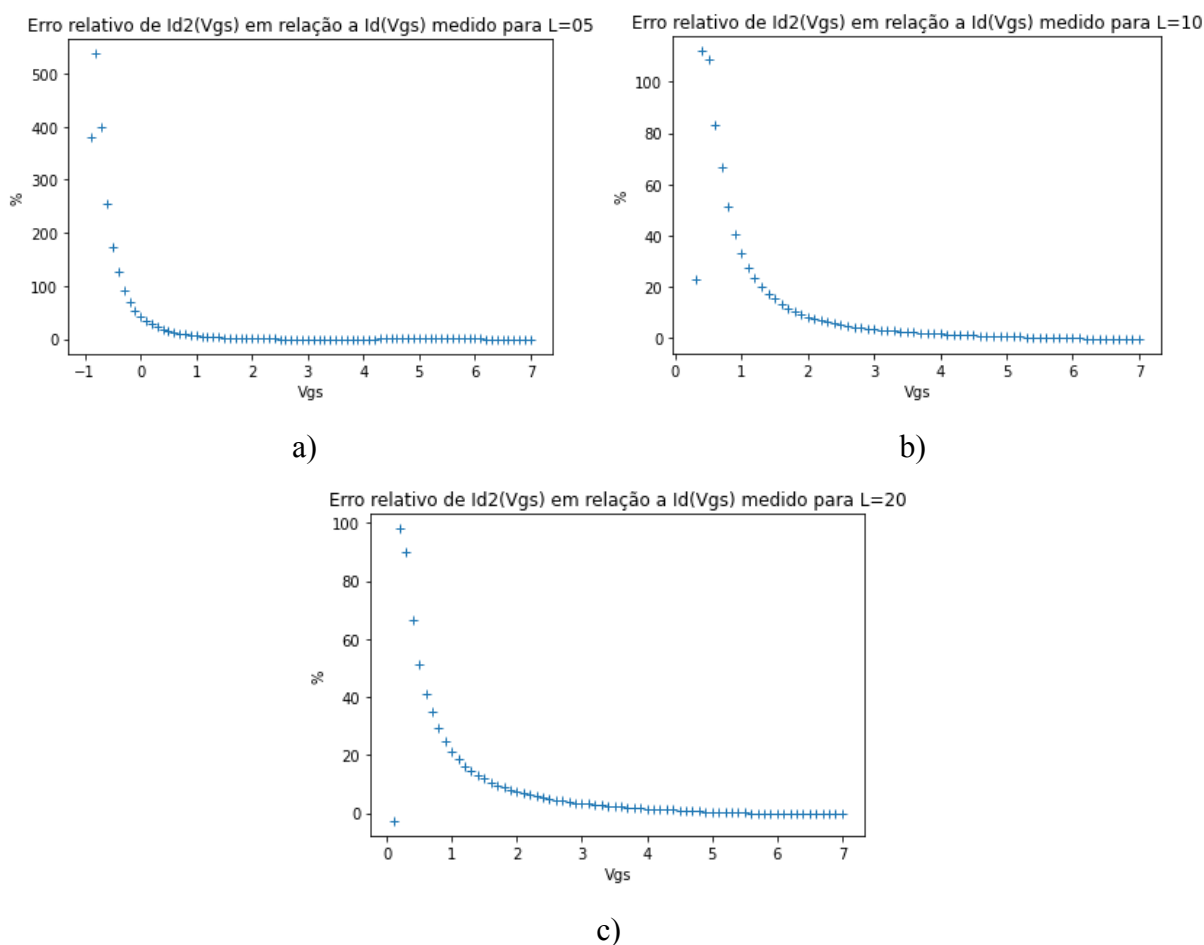 Erro relativo de Id2(Vgs) em relação a Id(Vgs) medido para L=05
500
400
300
200
100
0
%
−1 0 1 2 3 4 5 6 7
Vgs
a)
Erro relativo de Id2(Vgs) em relação a Id(Vgs) medido para L=10
100
80
60
40
20
0
%
0 1 2 3 4 5 6 7
Vgs
b)
Erro relativo de Id2(Vgs) em relação a Id(Vgs) medido para L=20
100
80
60
40
20
0
%
0 1 2 3 4 5 6 7
Vgs
c)